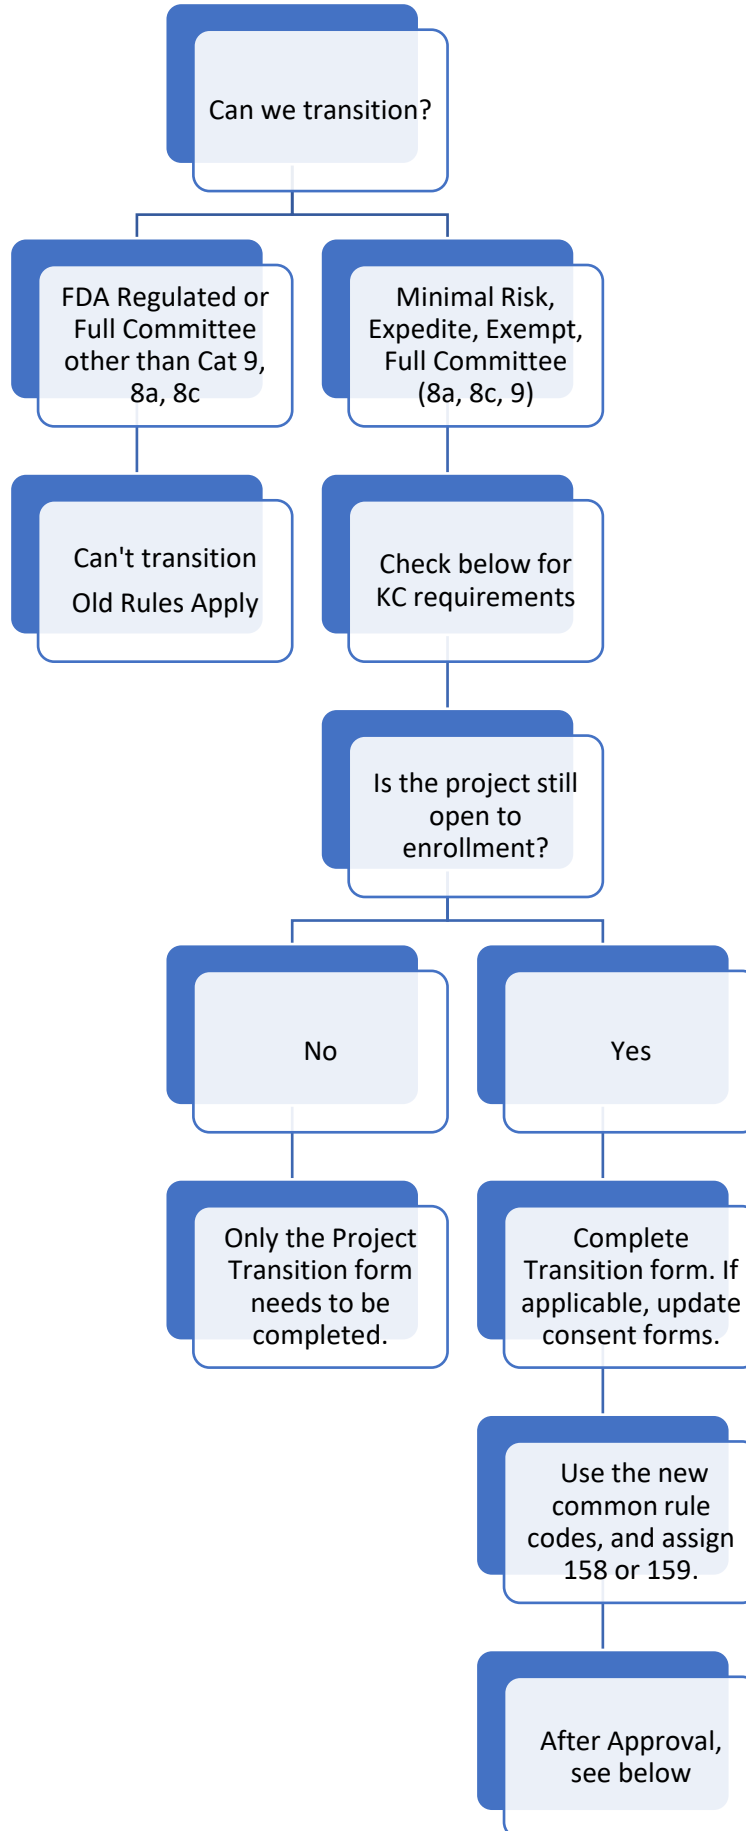 Can we transition?
FDA Regulated or
Full Committee
other than Cat 9,
8a, 8c
Minimal Risk,
Expedite, Exempt,
Full Committee
(8a, 8c, 9)
Can't transition
Old Rules Apply
Check below for
KC requirements
Is the project still
open to
enrollment?
No
Yes
Only the Project
Transition form
needs to be
completed.
Complete
Transition form. If
applicable, update
consent forms.
Use the new
common rule
codes, and assign
158 or 159.
After Approval,
see below